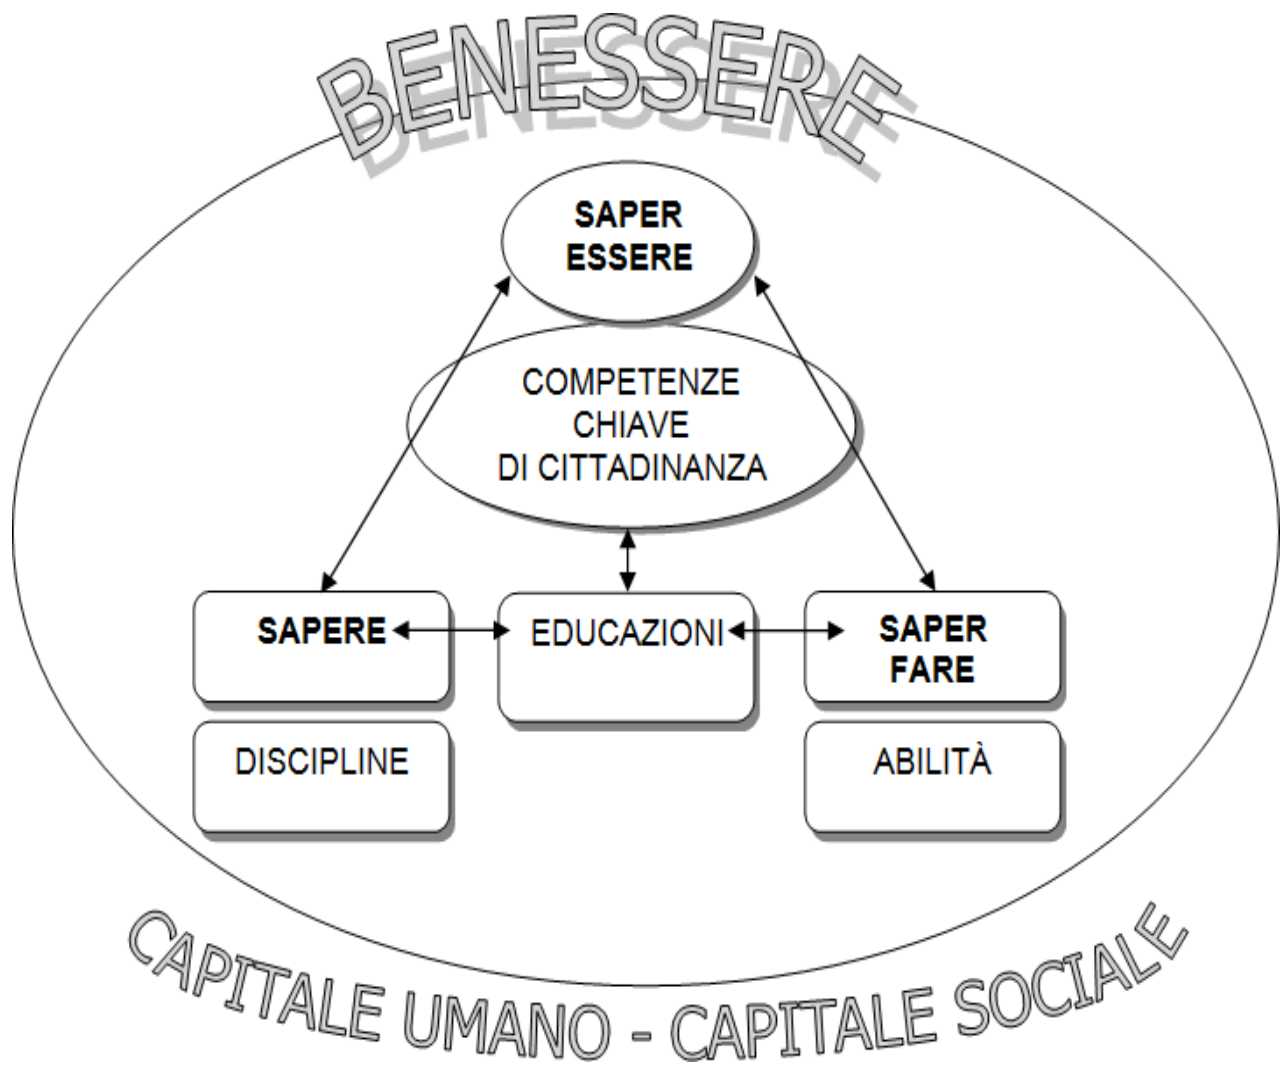 BENESSERE
SAPER
ESSERE
COMPETENZE
CHIAVE
DI CITTADINANZA
SAPERE
EDUCAZIONI
SAPER
FARE
DISCIPLINE
ABILITÀ
CAPITALE UMANO - CAPITALE SOCIALE